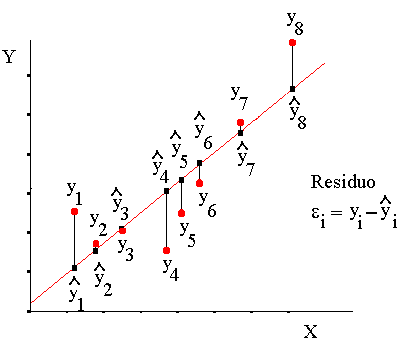 y₈
Y
ŷ₈
y₇
ŷ₇
ŷ₆
ŷ₅
ŷ₄
y₆
y₅
y₄
y₁
y₂
ŷ₃
y₃
ŷ₂
ŷ₁
Residuo
εᵢ = yᵢ − ŷᵢ
X